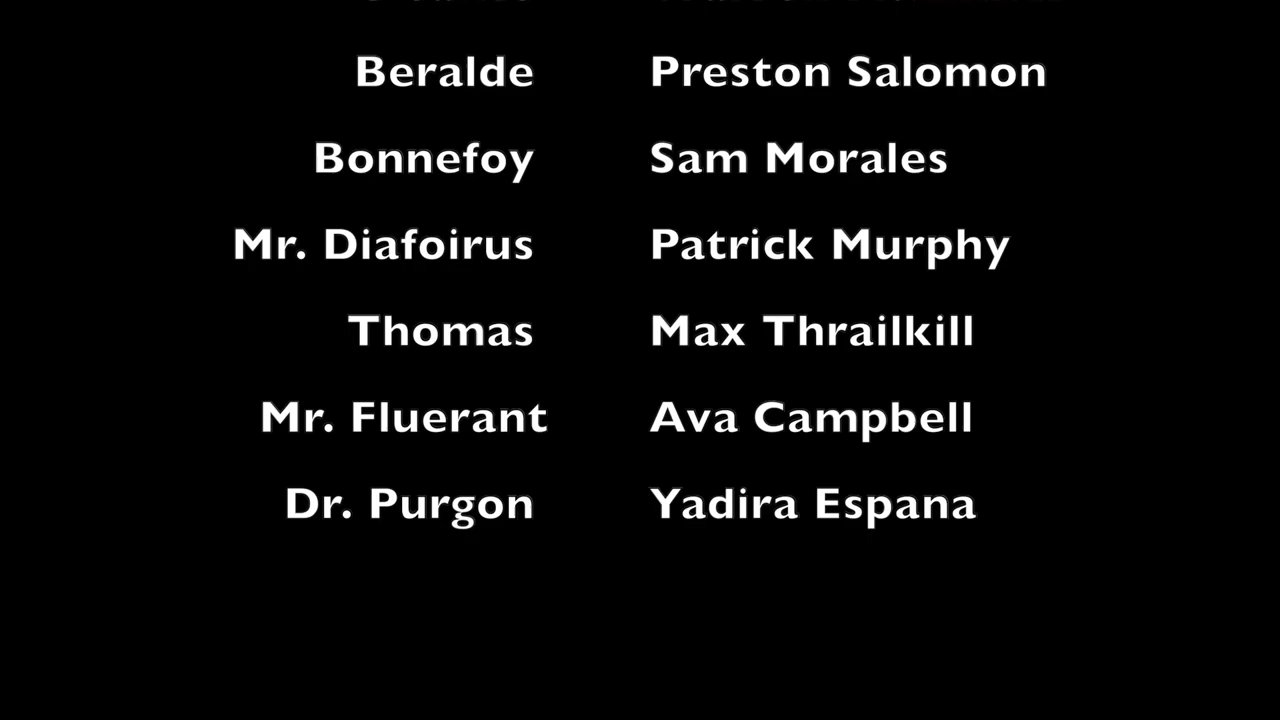 Beralde Preston Salomon
Bonnefoy Sam Morales
Mr. Diafoirus Patrick Murphy
Thomas Max Thrailkill
Mr. Fluerant Ava Campbell
Dr. Purgon Yadira Espana